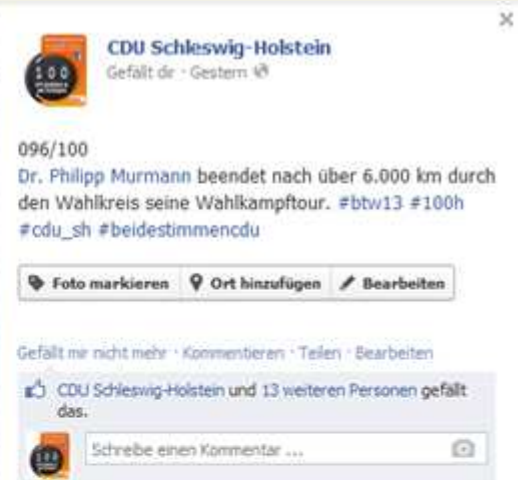 CDU Schleswig-Holstein
Gefällt dir · Gestern
096/100
Dr. Philipp Murmann beendet nach über 6.000 km durch
den Wahlkreis seine Wahlkampftour. #btw13 #100h
#cdu_sh #beidestimmencdu
Foto markieren Ort hinzufügen Bearbeiten
Gefällt mir nicht mehr · Kommentieren · Teilen · Bearbeiten
CDU Schleswig-Holstein und 13 weiteren Personen gefällt
das.
Schreibe einen Kommentar ...